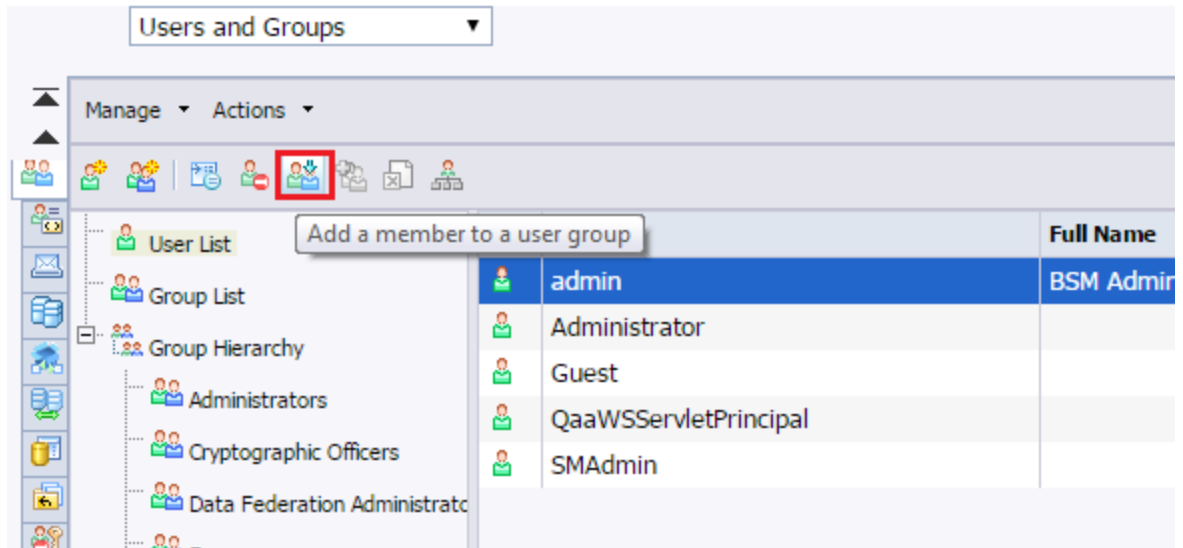 Users and Groups
Manage Actions
Add a member to a user group
User List
Group List
Group Hierarchy
Administrators
Cryptographic Officers
Data Federation Administratc
Full Name
admin BSM Admin
Administrator
Guest
QaaWSServletPrincipal
SMAdmin